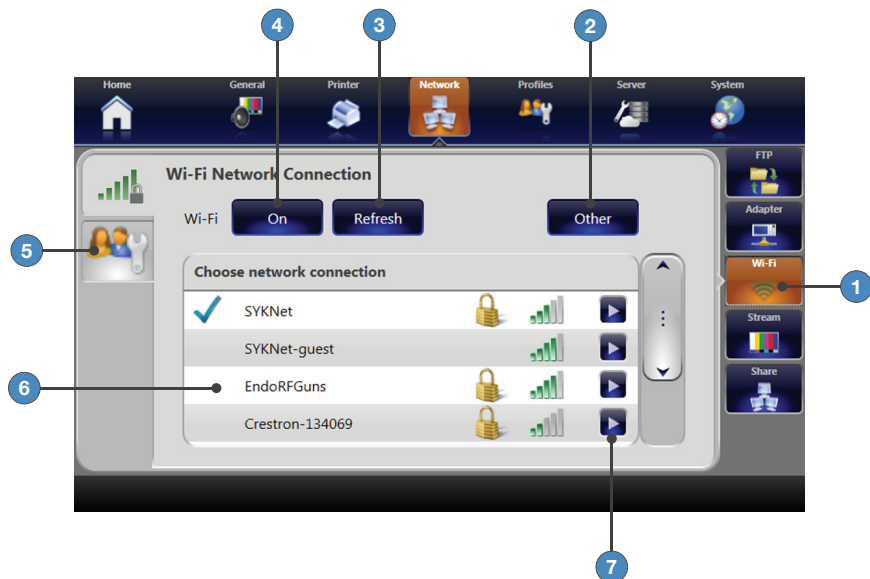 4
3
2
Home
General
Printer
Network
Profiles
Server
System
FTP
Wi-Fi Network Connection
Adapter
Wi-Fi
On
Refresh
Other
5
Choose network connection
Wi-Fi
1
SYKNet
Stream
SYKNet-guest
Share
6
EndoRFGuns
Crestron-134069
7